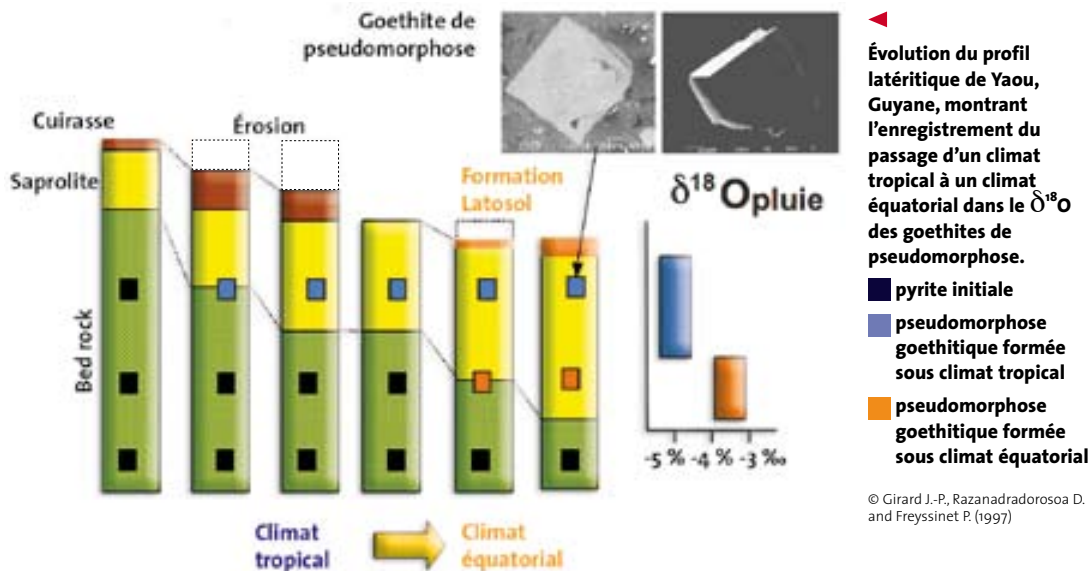 Goethite de
pseudomorphose
Cuirasse
Érosion
Saprolite
Formation
Latosol
Bed rock
δ¹⁸Opluie
-5 % -4 % -3 ‰
Climat
tropical
Climat
équatorial
Évolution du profil
latéritique de Yaou,
Guyane, montrant
l'enregistrement du
passage d'un climat
tropical à un climat
équatorial dans le δ¹⁸O
des goethites de
pseudomorphose.
pyrite initiale
pseudomorphose
goethitique formée
sous climat tropical
pseudomorphose
goethitique formée
sous climat équatorial
© Girard J.-P., Razanadradorosoa D.
and Freyssinet P. (1997)